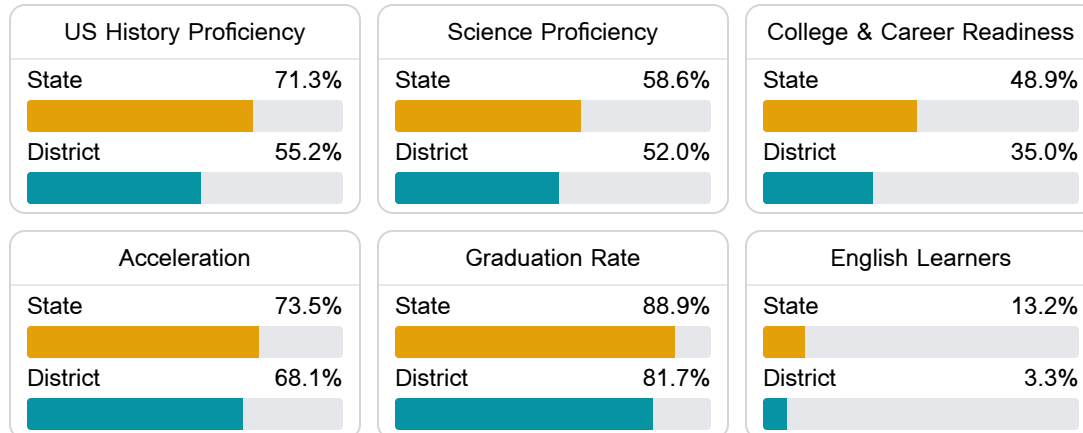 US History Proficiency
State 71.3%
District 55.2%
Science Proficiency
State 58.6%
District 52.0%
College & Career Readiness
State 48.9%
District 35.0%
Acceleration
State 73.5%
District 68.1%
Graduation Rate
State 88.9%
District 81.7%
English Learners
State 13.2%
District 3.3%